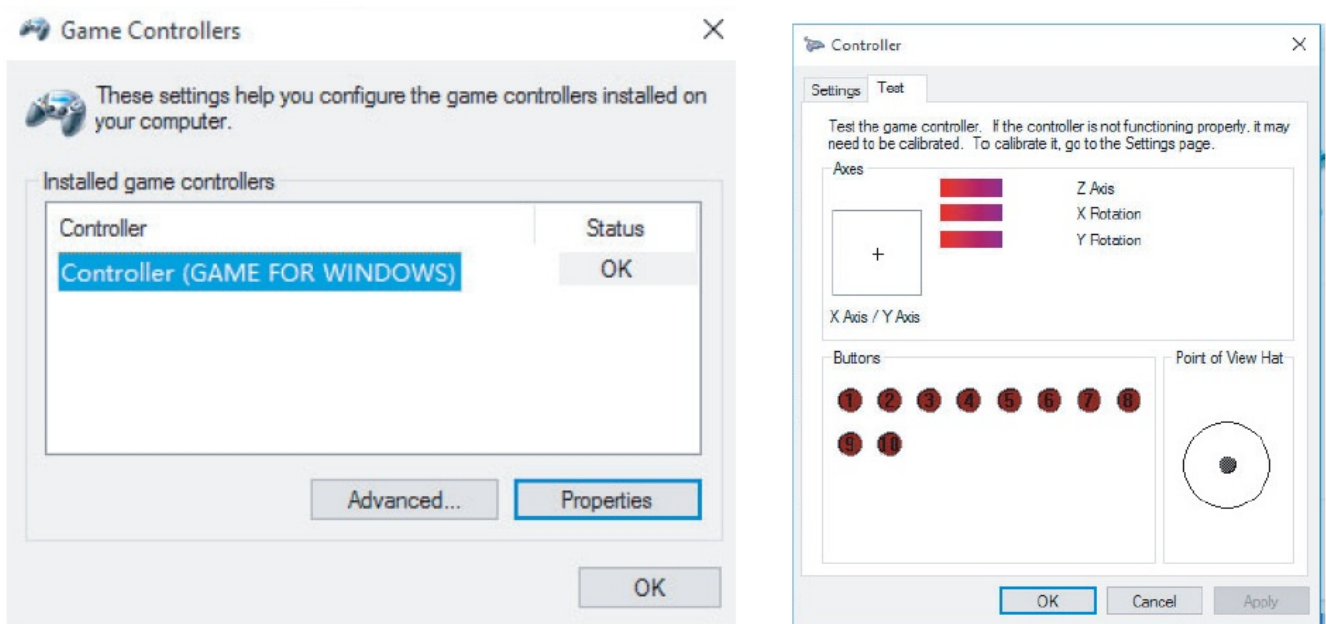 Game Controllers
These settings help you configure the game controllers installed on
your computer.
Installed game controllers
Controller Status
Controller (GAME FOR WINDOWS) OK
Advanced... Properties
OK
Controller
Settings Test
Test the game controller. If the controller is not functioning properly, it may
need to be calibrated. To calibrate it, go to the Settings page.
Axes
Z Axis
X Rotation
Y Rotation
X Axis / Y Axis
Buttons
1 2 3 4 5 6 7 8
9 10
Point of View Hat
OK Cancel Apply